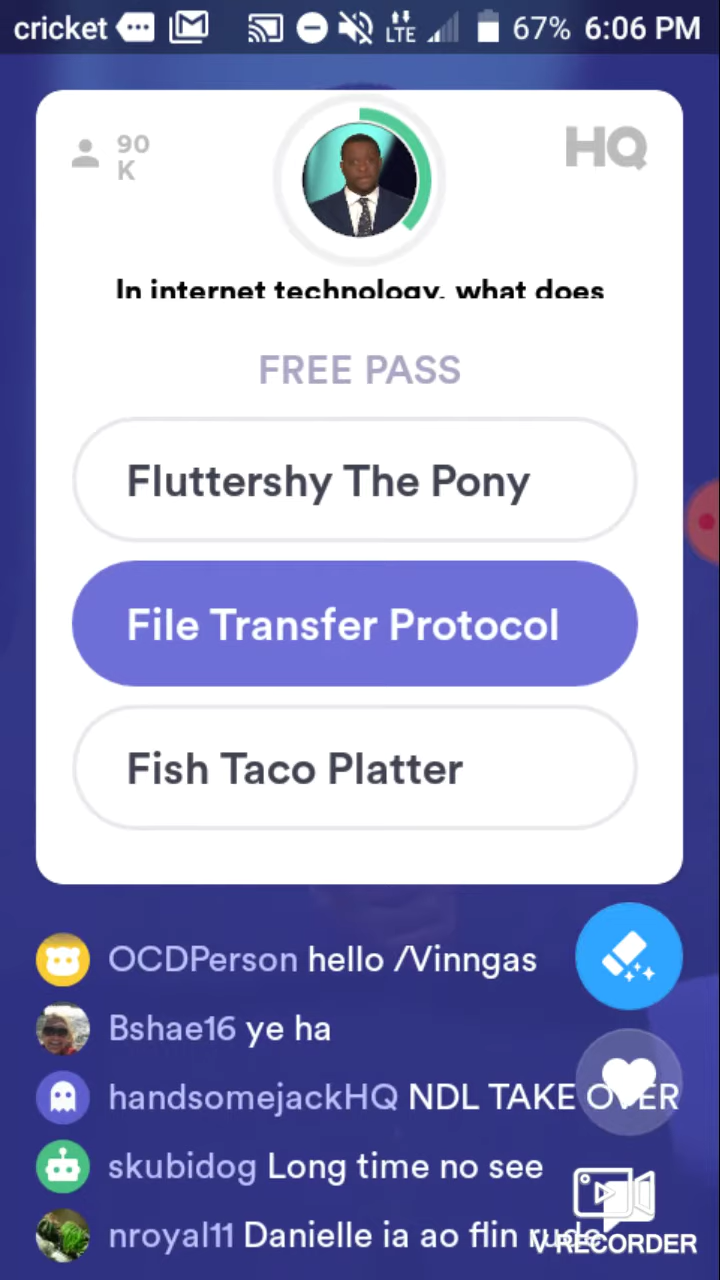 cricket LTE 67% 6:06 PM
90 K HQ
In internet technology, what does
FREE PASS
Fluttershy The Pony
File Transfer Protocol
Fish Taco Platter
OCDPerson hello /Vinngas
Bshae16 ye ha
handsomejackHQ NDL TAKE OVER
skubidog Long time no see
nroyal11 Danielle ia ao flin rude
V RECORDER